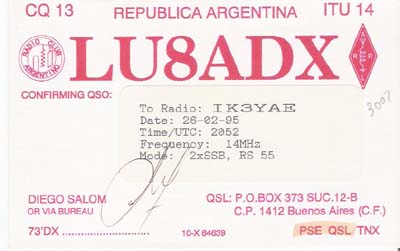 CQ 13 REPUBLICA ARGENTINA ITU 14
RADIO CLUB ARGENTINO
LU8ADX
CONFIRMING QSO:
To Radio: IK3YAE
Date: 26-02-95
Time/UTC: 2052
Frequency: 14MHz
Mode: 2xSSB, RS 55
DIEGO SALOM
OR VIA BUREAU
QSL: P.O.BOX 373 SUC.12-B
C.P. 1412 Buenos Aires (C.F.)
73'DX
10-X 84639
PSE QSL TNX